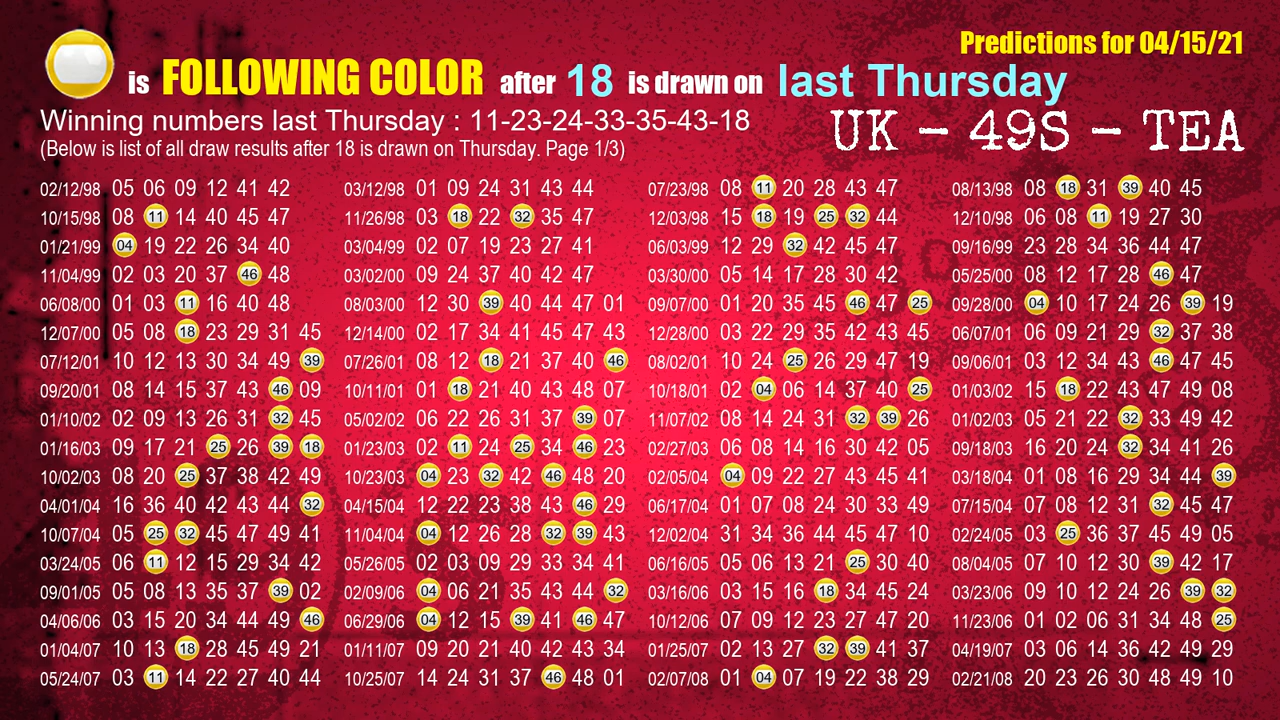 Predictions for 04/15/21
is FOLLOWING COLOR after 18 is drawn on last Thursday
Winning numbers last Thursday : 11-23-24-33-35-43-18
UK - 49S - TEA
(Below is list of all draw results after 18 is drawn on Thursday. Page 1/3)
02/12/98 05 06 09 12 41 42 03/12/98 01 09 24 31 43 44 07/23/98 08 11 20 28 43 47 08/13/98 08 18 31 39 40 45
10/15/98 08 11 14 40 45 47 11/26/98 03 18 22 32 35 47 12/03/98 15 18 19 25 32 44 12/10/98 06 08 11 19 27 30
01/21/99 04 19 22 26 34 40 03/04/99 02 07 19 23 27 41 06/03/99 12 29 32 42 45 47 09/16/99 23 28 34 36 44 47
11/04/99 02 03 20 37 46 48 03/02/00 09 24 37 40 42 47 03/30/00 05 14 17 28 30 42 05/25/00 08 12 17 28 46 47
06/08/00 01 03 11 16 40 48 08/03/00 12 30 39 40 44 47 01 09/07/00 01 20 35 45 46 47 25 09/28/00 04 10 17 24 26 39 19
12/07/00 05 08 18 23 29 31 45 12/14/00 02 17 34 41 45 47 43 12/28/00 03 22 29 35 42 43 45 06/07/01 06 09 21 29 32 37 38
07/12/01 10 12 13 30 34 49 39 07/26/01 08 12 18 21 37 40 46 08/02/01 10 24 25 26 29 47 19 09/06/01 03 12 34 43 46 47 45
09/20/01 08 14 15 37 43 46 09 10/11/01 01 18 21 40 43 48 07 10/18/01 02 04 06 14 37 40 25 01/03/02 15 18 22 43 47 49 08
01/10/02 02 09 13 26 31 32 45 05/02/02 06 22 26 31 37 39 07 11/07/02 08 14 24 31 32 39 26 01/02/03 05 21 22 32 33 49 42
01/16/03 09 17 21 25 26 39 18 01/23/03 02 11 24 25 34 46 23 02/27/03 06 08 14 16 30 42 05 09/18/03 16 20 24 32 34 41 26
10/02/03 08 20 25 37 38 42 49 10/23/03 04 23 32 42 46 48 20 02/05/04 04 09 22 27 43 45 41 03/18/04 01 08 16 29 34 44 39
04/01/04 16 36 40 42 43 44 32 04/15/04 12 22 23 38 43 46 29 06/17/04 01 07 08 24 30 33 49 07/15/04 07 08 12 31 32 45 47
10/07/04 05 25 32 45 47 49 41 11/04/04 04 12 26 28 32 39 43 12/02/04 31 34 36 44 45 47 10 02/24/05 03 25 36 37 45 49 05
03/24/05 06 11 12 15 29 34 42 05/26/05 02 03 09 29 33 34 41 06/16/05 05 06 13 21 25 30 40 08/04/05 07 10 12 30 39 42 17
09/01/05 05 08 13 35 37 39 02 02/09/06 04 06 21 35 43 44 32 03/16/06 03 15 16 18 34 45 24 03/23/06 09 10 12 24 26 39 32
04/06/06 03 15 20 34 44 49 46 06/29/06 04 12 15 39 41 46 47 10/12/06 07 09 12 23 27 47 20 11/23/06 01 02 06 31 34 48 25
01/04/07 10 13 18 28 45 49 21 01/11/07 09 20 21 40 42 43 34 01/25/07 02 13 27 32 39 41 37 04/19/07 03 06 14 36 42 49 29
05/24/07 03 11 14 22 27 40 44 10/25/07 14 24 31 37 46 48 01 02/07/08 01 04 07 19 22 38 29 02/21/08 20 23 26 30 48 49 10